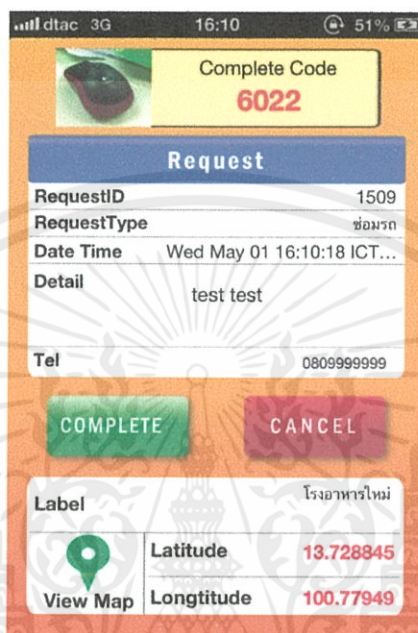 dtac 3G 16:10 51%
Complete Code
6022
Request
RequestID 1509
RequestType ซ่อมรถ
Date Time Wed May 01 16:10:18 ICT...
Detail test test
Tel 0809999999
COMPLETE CANCEL
Label โรงอาหารใหม่
Latitude 13.728845
View Map Longtitude 100.77949